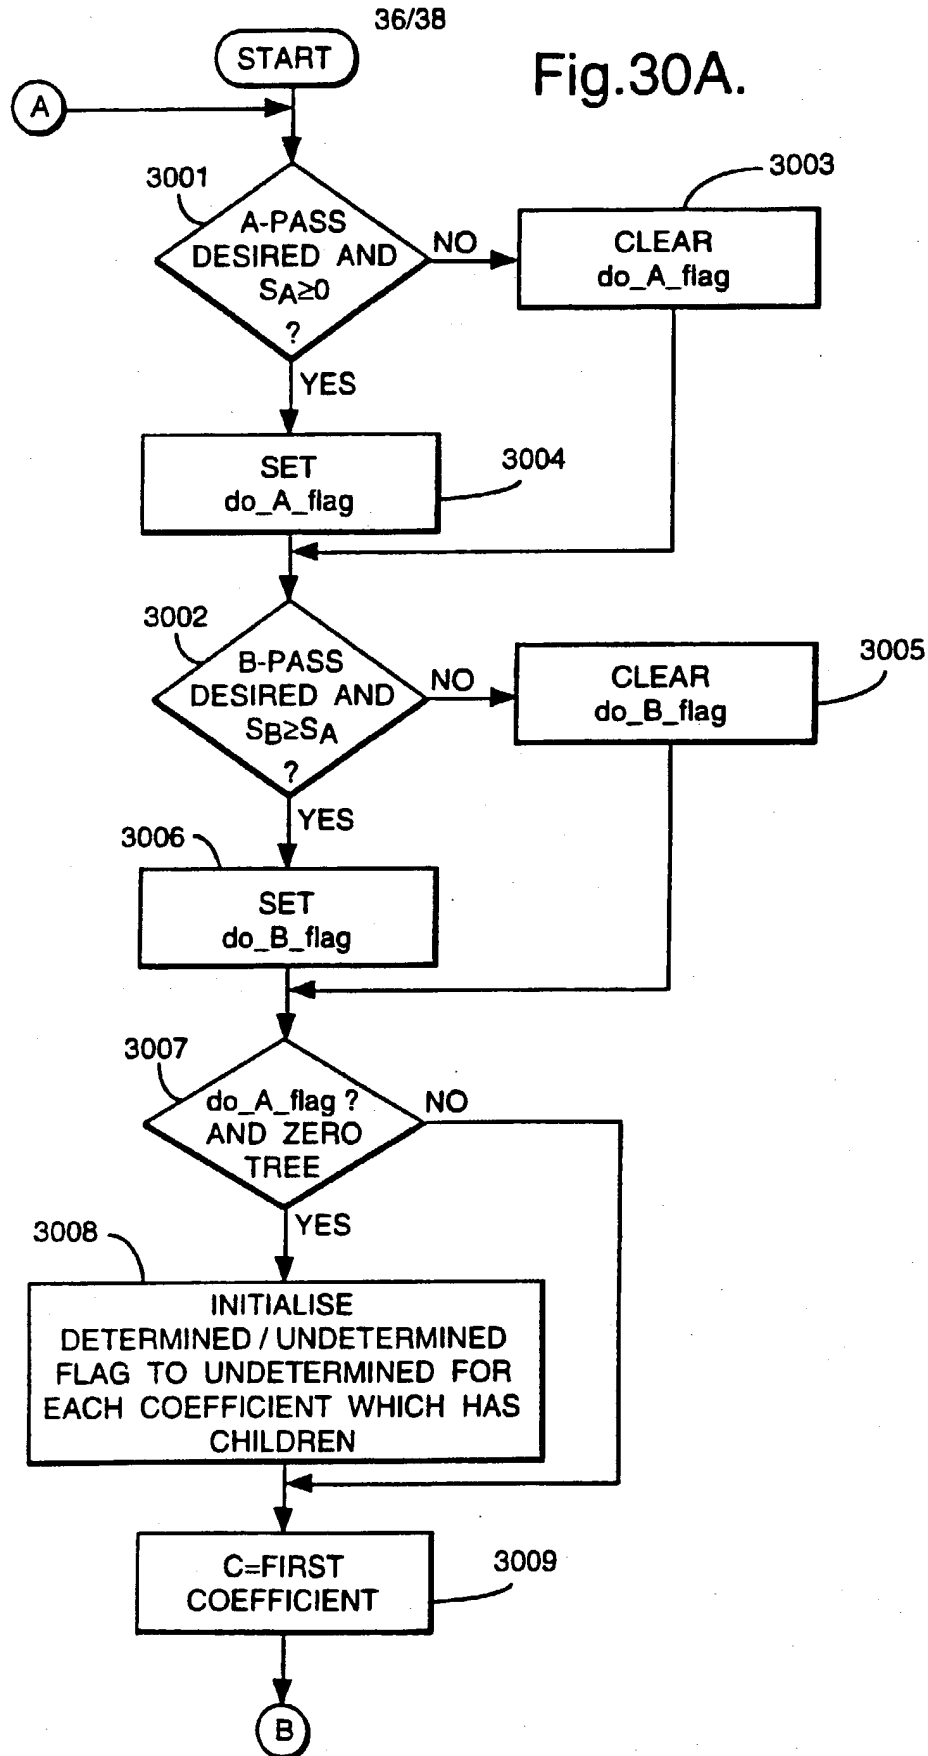 36/38
START
Fig.30A.
A
3001
A-PASS
DESIRED AND
SA≥0
?
NO
3003
CLEAR
do_A_flag
YES
SET
do_A_flag
3004
3002
B-PASS
DESIRED AND
SB≥SA
?
NO
CLEAR
do_B_flag
3005
YES
3006
SET
do_B_flag
3007
do_A_flag ?
AND ZERO
TREE
NO
YES
3008
INITIALISE
DETERMINED / UNDETERMINED
FLAG TO UNDETERMINED FOR
EACH COEFFICIENT WHICH HAS
CHILDREN
C=FIRST
COEFFICIENT
3009
B